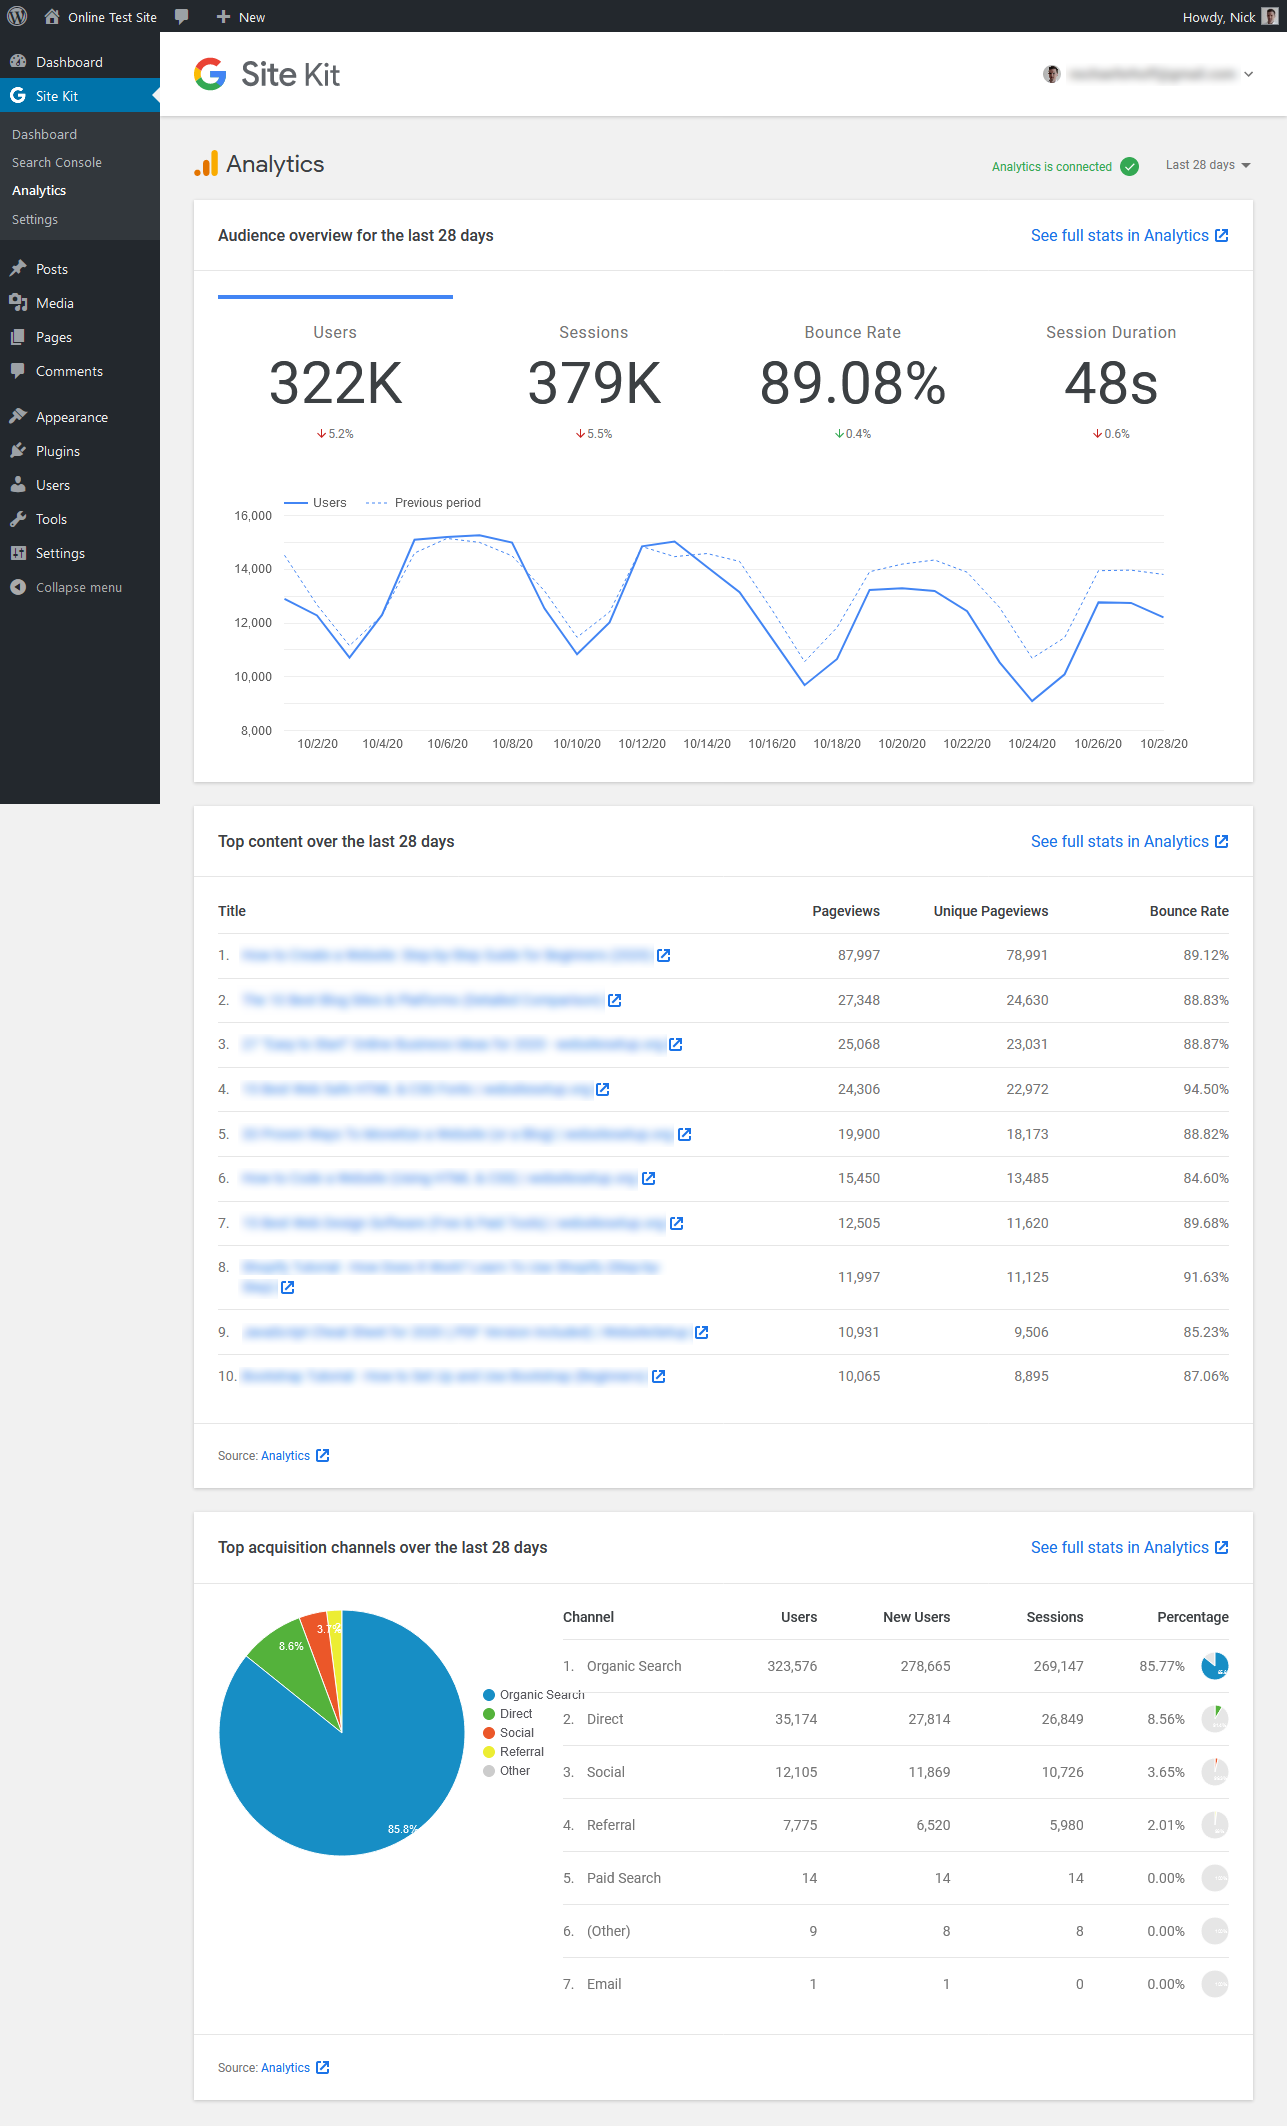 Online Test Site
New
Howdy, Nick
Dashboard
Site Kit
Dashboard
Search Console
Analytics
Settings
Posts
Media
Pages
Comments
Appearance
Plugins
Users
Tools
Settings
Collapse menu
Site Kit
Analytics
Analytics is connected
Last 28 days
Audience overview for the last 28 days
See full stats in Analytics
Users Sessions Bounce Rate Session Duration
322K 379K 89.08% 48s
5.2% 5.5% 0.4% 0.6%
Users Previous period
16,000
14,000
12,000
10,000
8,000
10/2/20 10/4/20 10/6/20 10/8/20 10/10/20 10/12/20 10/14/20 10/16/20 10/18/20 10/20/20 10/22/20 10/24/20 10/26/20 10/28/20
Top content over the last 28 days
See full stats in Analytics
Title Pageviews Unique Pageviews Bounce Rate
1. 87,997 78,991 89.12%
2. 27,348 24,630 88.83%
3. 25,068 23,031 88.87%
4. 24,306 22,972 94.50%
5. 19,900 18,173 88.82%
6. 15,450 13,485 84.60%
7. 12,505 11,620 89.68%
8. 11,997 11,125 91.63%
9. 10,931 9,506 85.23%
10. 10,065 8,895 87.06%
Source: Analytics
Top acquisition channels over the last 28 days
See full stats in Analytics
8.6%
85.8%
Organic Search
Direct
Social
Referral
Other
Channel Users New Users Sessions Percentage
1. Organic Search 323,576 278,665 269,147 85.77%
2. Direct 35,174 27,814 26,849 8.56%
3. Social 12,105 11,869 10,726 3.65%
4. Referral 7,775 6,520 5,980 2.01%
5. Paid Search 14 14 14 0.00%
6. (Other) 9 8 8 0.00%
7. Email 1 1 0 0.00%
Source: Analytics